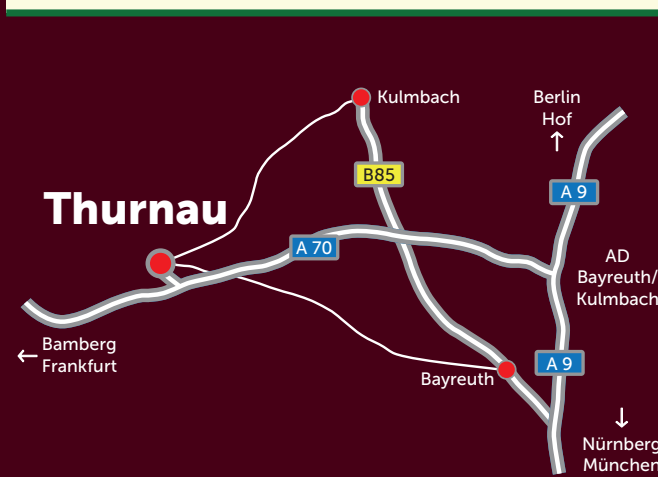 Kulmbach
Berlin
Hof
↑
B85
A 9
Thurnau
A 70
AD
Bayreuth/
Kulmbach
Bamberg
← Frankfurt
A 9
Bayreuth
↓
Nürnberg
München